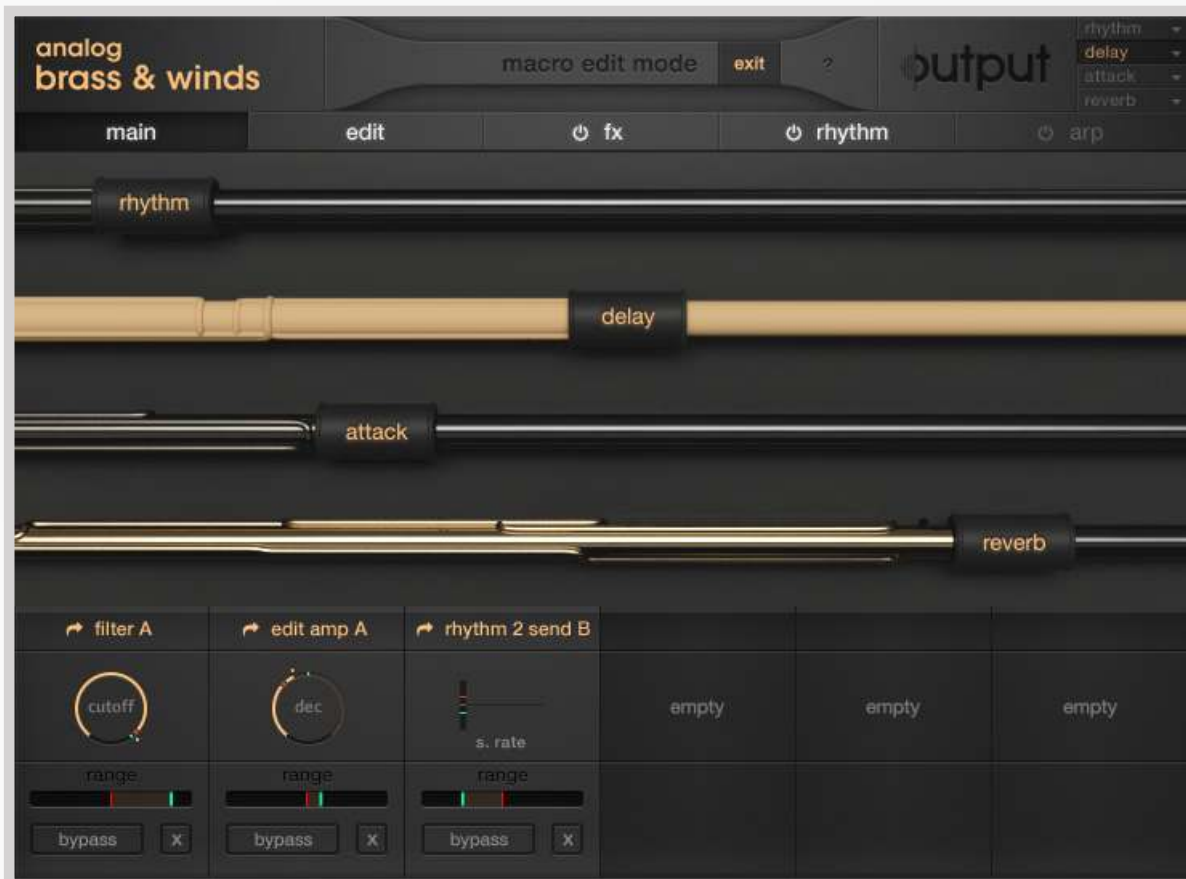 analog
brass & winds
macro edit mode exit ?
output
rhythm
delay
attack
reverb
main edit fx rhythm arp
rhythm
delay
attack
reverb
filter A edit amp A rhythm 2 send B
cutoff dec s. rate empty empty empty
range range range
bypass x bypass x bypass x